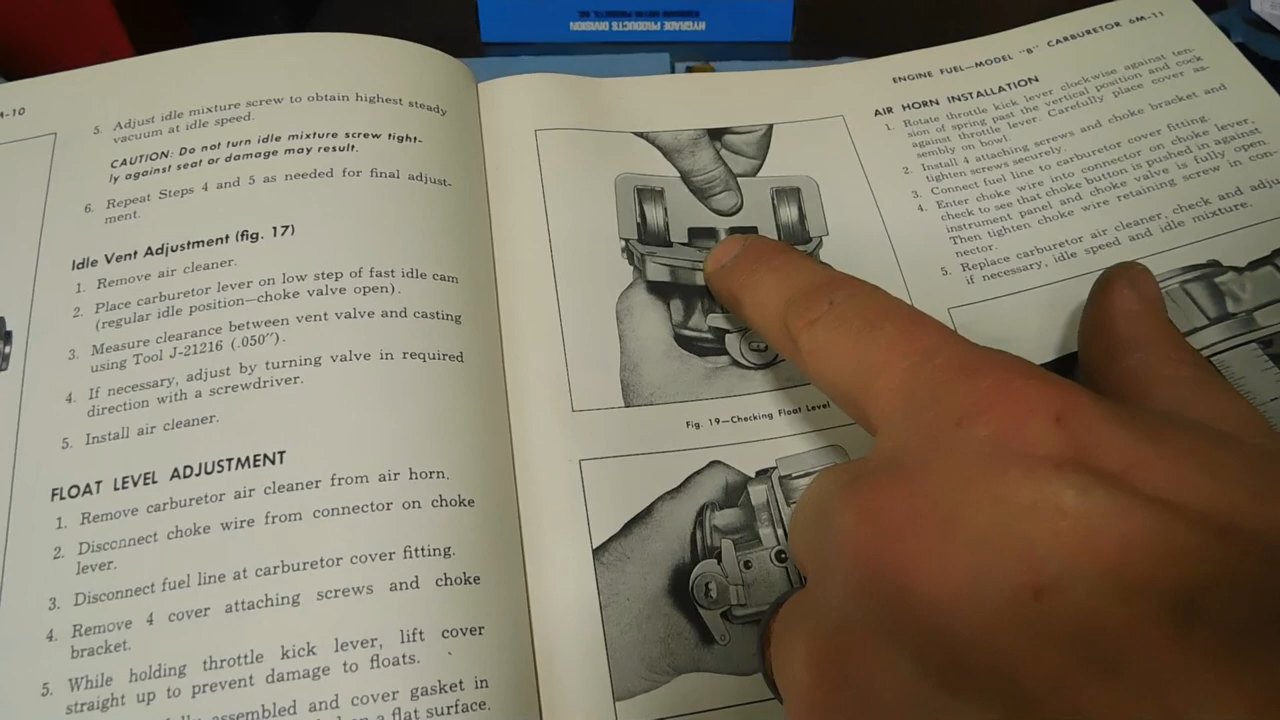 HYGRADE PRODUCTS DIVISION
STANDARD MOTOR PRODUCTS, INC.
-10
5. Adjust idle mixture screw to obtain highest steady
vacuum at idle speed.
CAUTION: Do not turn idle mixture screw tight-
ly against seat or damage may result.
6. Repeat Steps 4 and 5 as needed for final adjust-
ment.
Idle Vent Adjustment (fig. 17)
1. Remove air cleaner.
2. Place carburetor lever on low step of fast idle cam
(regular idle position—choke valve open).
3. Measure clearance between vent valve and casting
using Tool J-21216 (.050″).
4. If necessary, adjust by turning valve in required
direction with a screwdriver.
5. Install air cleaner.
FLOAT LEVEL ADJUSTMENT
1. Remove carburetor air cleaner from air horn.
2. Disconnect choke wire from connector on choke
lever.
3. Disconnect fuel line at carburetor cover fitting.
4. Remove 4 cover attaching screws and choke
bracket.
5. While holding throttle kick lever, lift cover
straight up to prevent damage to floats.
assembled and cover gasket in
a flat surface.
Fig. 19—Checking Float Level
ENGINE FUEL—MODEL "B" CARBURETOR 6M-11
AIR HORN INSTALLATION
1. Rotate throttle kick lever clockwise against ten-
sion of spring past the vertical position and cock
against throttle lever. Carefully place cover as-
sembly on bowl.
2. Install 4 attaching screws and choke bracket and
tighten screws securely.
3. Connect fuel line to carburetor cover fitting.
4. Enter choke wire into connector on choke lever,
check to see that choke button is pushed in against
instrument panel and choke valve is fully open.
Then tighten choke wire retaining screw in con-
nector.
5. Replace carburetor air cleaner, check and adju
if necessary, idle speed and idle mixture.